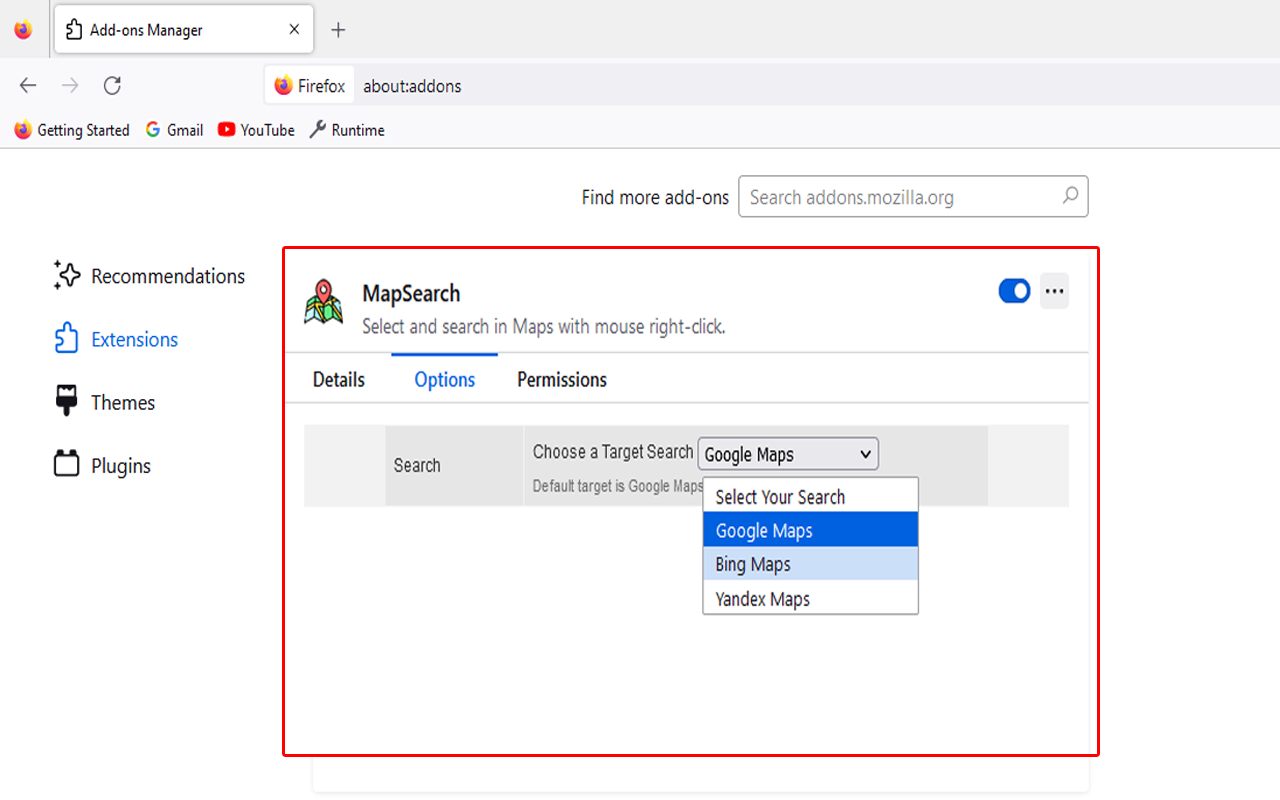 Add-ons Manager
Firefox about:addons
Getting Started Gmail YouTube Runtime
Find more add-ons Search addons.mozilla.org
Recommendations
Extensions
Themes
Plugins
MapSearch
Select and search in Maps with mouse right-click.
Details Options Permissions
Search
Choose a Target Search Google Maps
Default target is Google Maps
Select Your Search
Google Maps
Bing Maps
Yandex Maps